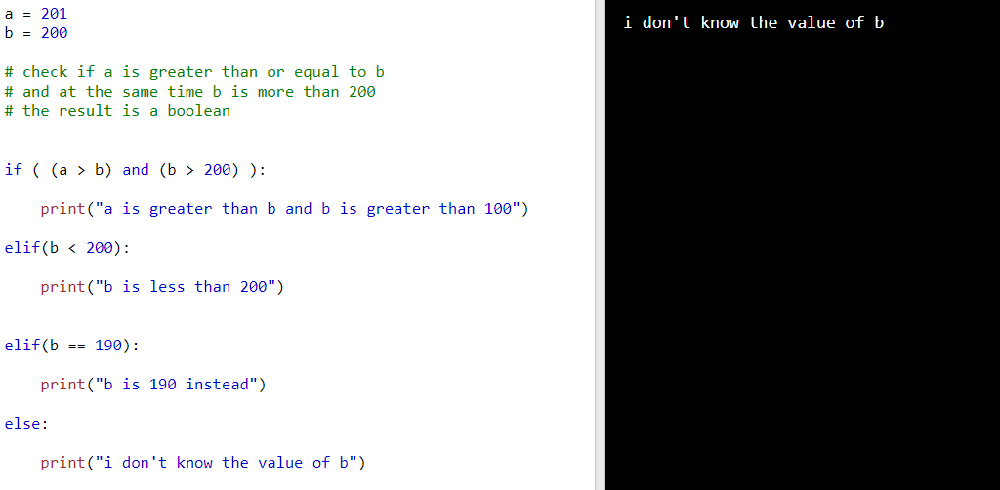 a = 201
b = 200
# check if a is greater than or equal to b
# and at the same time b is more than 200
# the result is a boolean
if ( (a > b) and (b > 200) ):
    print("a is greater than b and b is greater than 100")
elif(b < 200):
    print("b is less than 200")
elif(b == 190):
    print("b is 190 instead")
else:
    print("i don't know the value of b")
i don't know the value of b